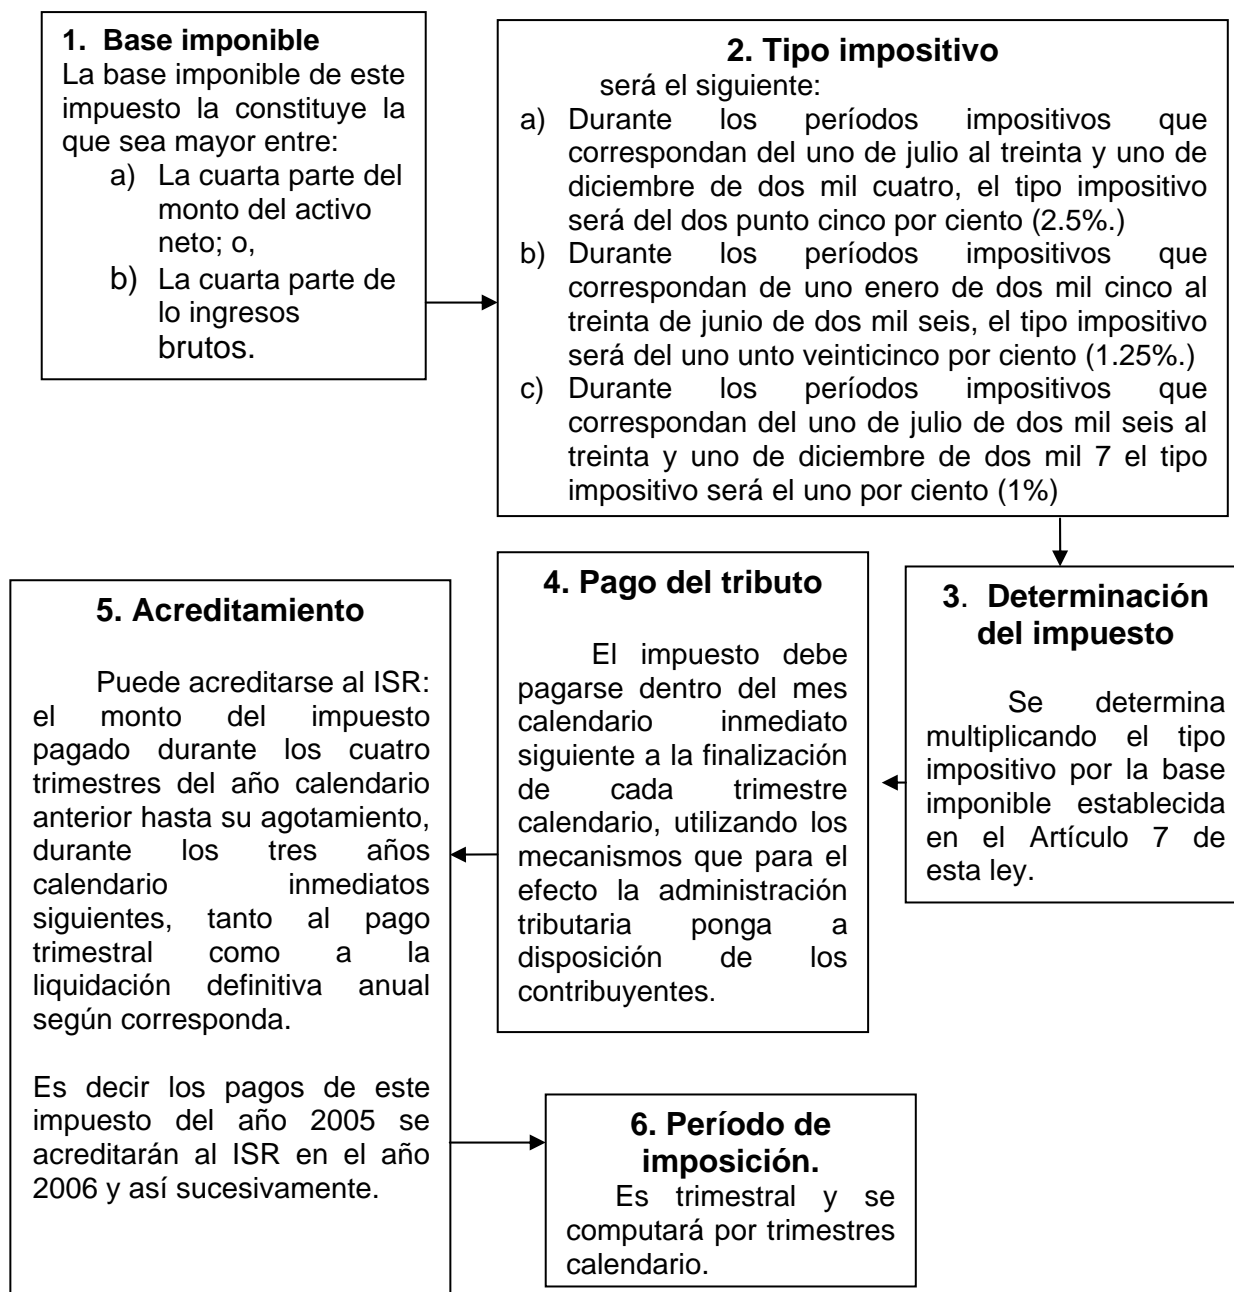 1. Base imponible
La base imponible de este
impuesto la constituye la
que sea mayor entre:
a) La cuarta parte del
monto del activo
neto; o,
b) La cuarta parte de
lo ingresos
brutos.
2. Tipo impositivo
será el siguiente:
a) Durante los períodos impositivos que
correspondan del uno de julio al treinta y uno de
diciembre de dos mil cuatro, el tipo impositivo
será del dos punto cinco por ciento (2.5%.)
b) Durante los períodos impositivos que
correspondan de uno enero de dos mil cinco al
treinta de junio de dos mil seis, el tipo impositivo
será del uno unto veinticinco por ciento (1.25%.)
c) Durante los períodos impositivos que
correspondan del uno de julio de dos mil seis al
treinta y uno de diciembre de dos mil 7 el tipo
impositivo será el uno por ciento (1%)
3. Determinación
del impuesto
Se determina
multiplicando el tipo
impositivo por la base
imponible establecida
en el Artículo 7 de
esta ley.
4. Pago del tributo
El impuesto debe
pagarse dentro del mes
calendario inmediato
siguiente a la finalización
de cada trimestre
calendario, utilizando los
mecanismos que para el
efecto la administración
tributaria ponga a
disposición de los
contribuyentes.
5. Acreditamiento
Puede acreditarse al ISR:
el monto del impuesto
pagado durante los cuatro
trimestres del año calendario
anterior hasta su agotamiento,
durante los tres años
calendario inmediatos
siguientes, tanto al pago
trimestral como a la
liquidación definitiva anual
según corresponda.
Es decir los pagos de este
impuesto del año 2005 se
acreditarán al ISR en el año
2006 y así sucesivamente.
6. Período de
imposición.
Es trimestral y se
computará por trimestres
calendario.